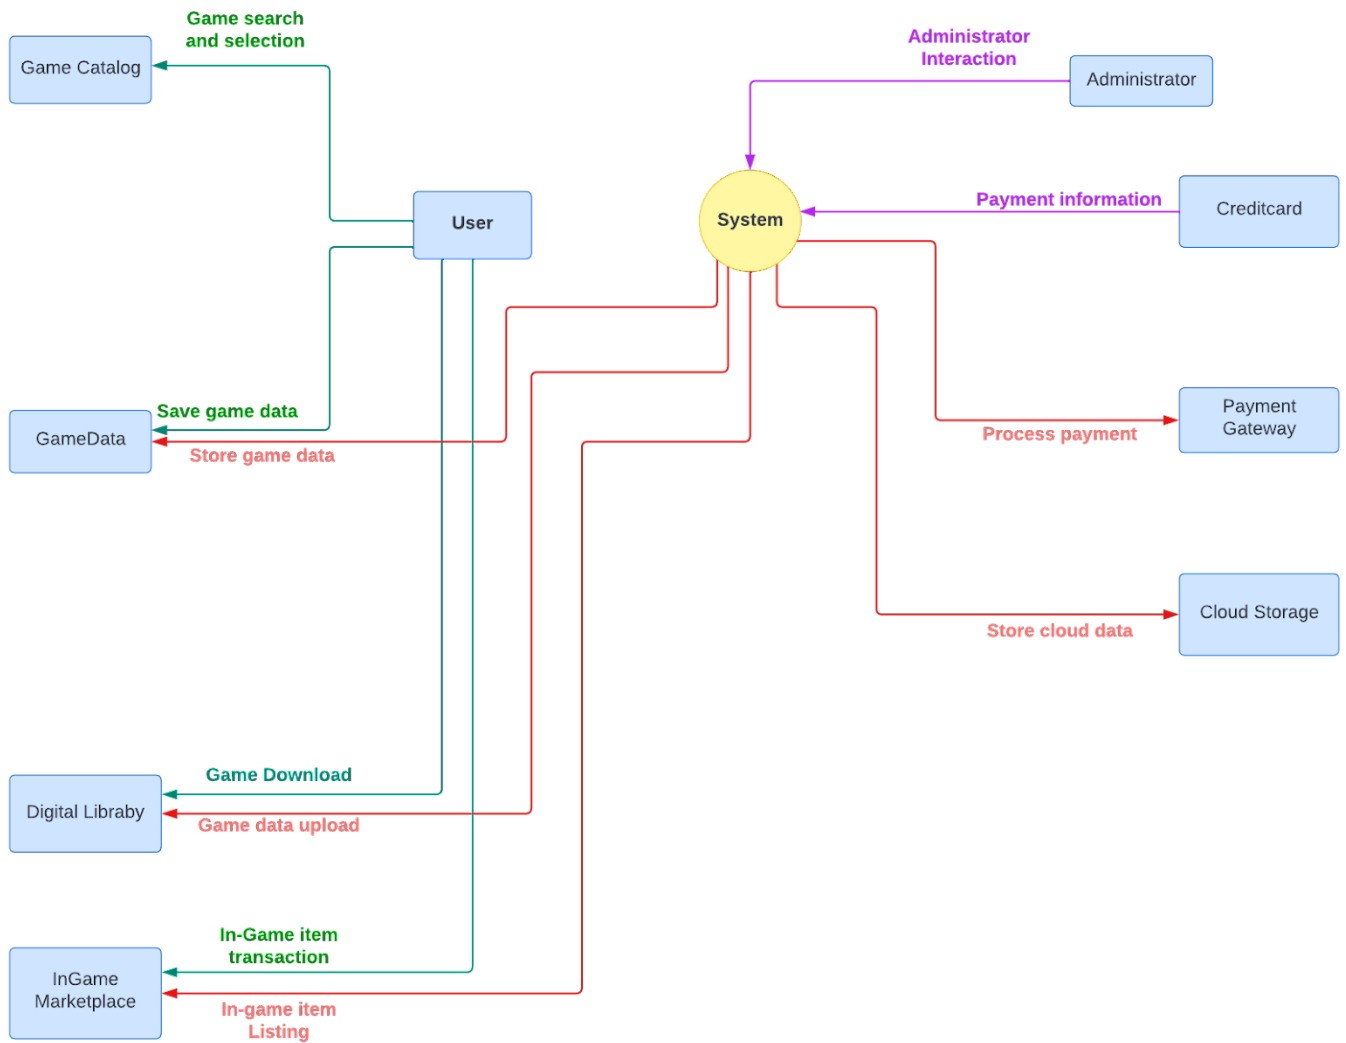 Game search
and selection
Game Catalog
Administrator
Interaction
Administrator
User
System
Payment information
Creditcard
Save game data
GameData
Store game data
Payment
Gateway
Process payment
Cloud Storage
Store cloud data
Game Download
Digital Libraby
Game data upload
In-Game item
transaction
InGame
Marketplace
In-game item
Listing